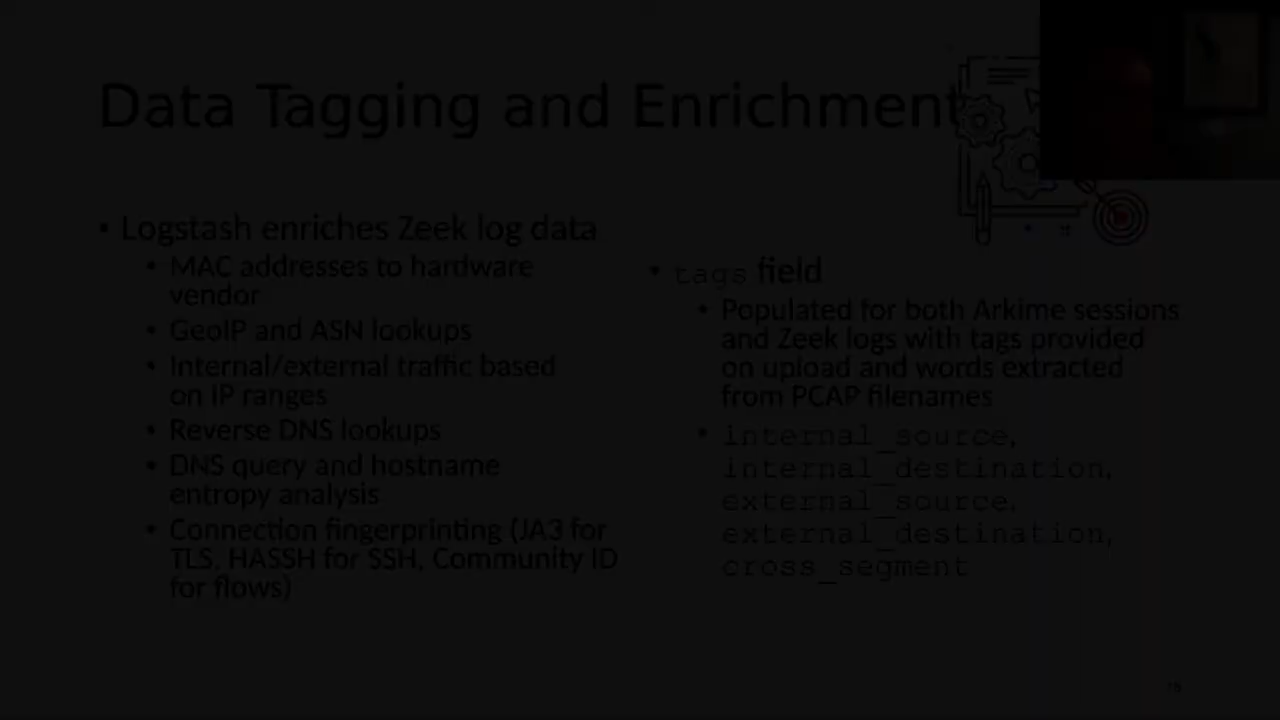 Data Tagging and Enrichment
• Logstash enriches Zeek log data
• MAC addresses to hardware
vendor
• GeoIP and ASN lookups
• Internal/external traffic based
on IP ranges
• Reverse DNS lookups
• DNS query and hostname
entropy analysis
• Connection fingerprinting (JA3 for
TLS, HASSH for SSH, Community ID
for flows)
• tags field
• Populated for both Arkime sessions
and Zeek logs with tags provided
on upload and words extracted
from PCAP filenames
• internal_source,
internal_destination,
external_source,
external_destination,
cross_segment